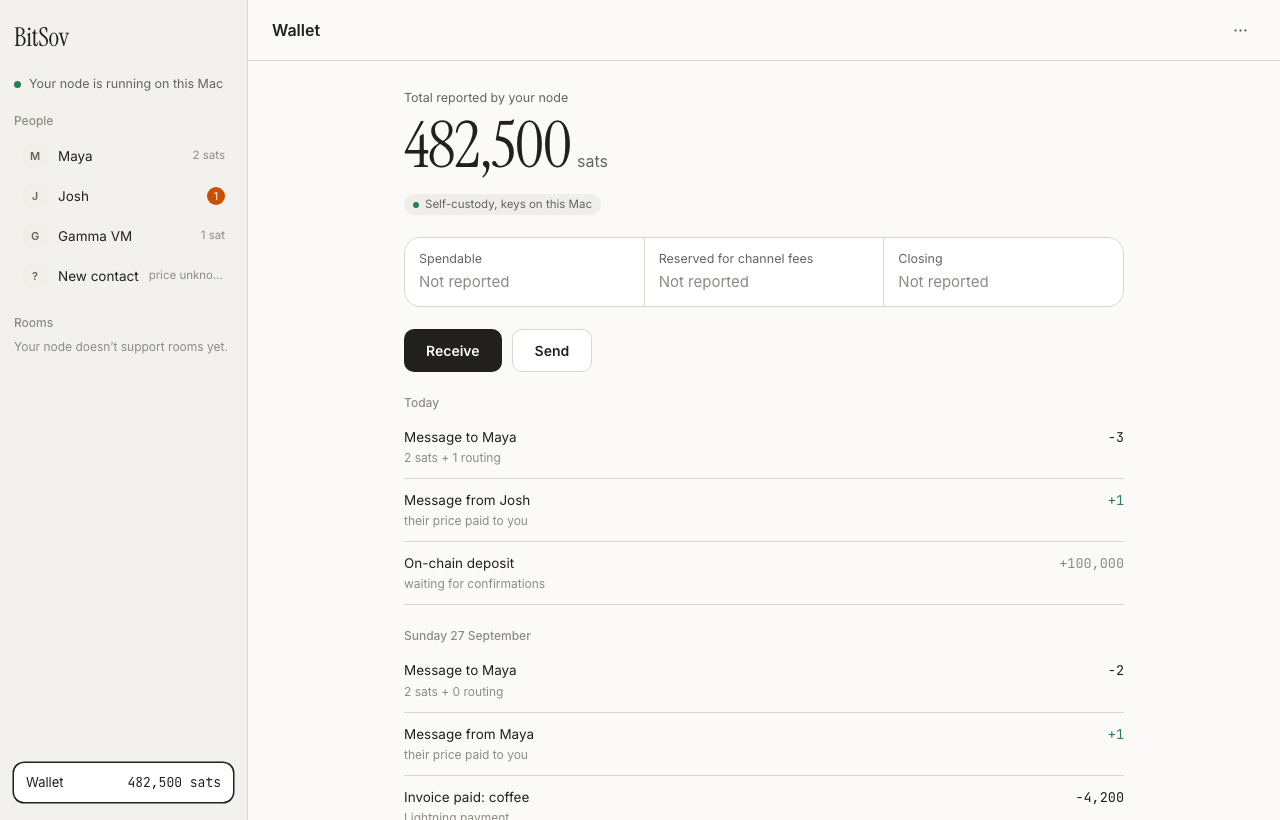 BitSov
Your node is running on this Mac
People
M Maya 2 sats
J Josh 1
G Gamma VM 1 sat
? New contact price unkno...
Rooms
Your node doesn't support rooms yet.
Wallet 482,500 sats
Wallet ...
Total reported by your node
482,500 sats
Self-custody, keys on this Mac
Spendable Reserved for channel fees Closing
Not reported Not reported Not reported
Receive Send
Today
Message to Maya -3
2 sats + 1 routing
Message from Josh +1
their price paid to you
On-chain deposit +100,000
waiting for confirmations
Sunday 27 September
Message to Maya -2
2 sats + 0 routing
Message from Maya +1
their price paid to you
Invoice paid: coffee -4,200
Lightning payment